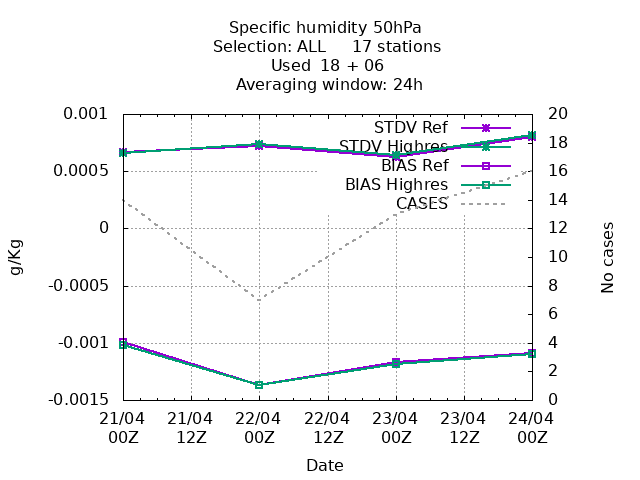 Specific humidity 50hPa
Selection: ALL     17 stations
Used  18 + 06
Averaging window: 24h
STDV Ref
STDV Highres
BIAS Ref
BIAS Highres
CASES
0.001
0.0005
0
-0.0005
-0.001
-0.0015
20
18
16
14
12
10
8
6
4
2
0
g/Kg
No cases
21/04 21/04 22/04 22/04 23/04 23/04 24/04
00Z 12Z 00Z 12Z 00Z 12Z 00Z
Date